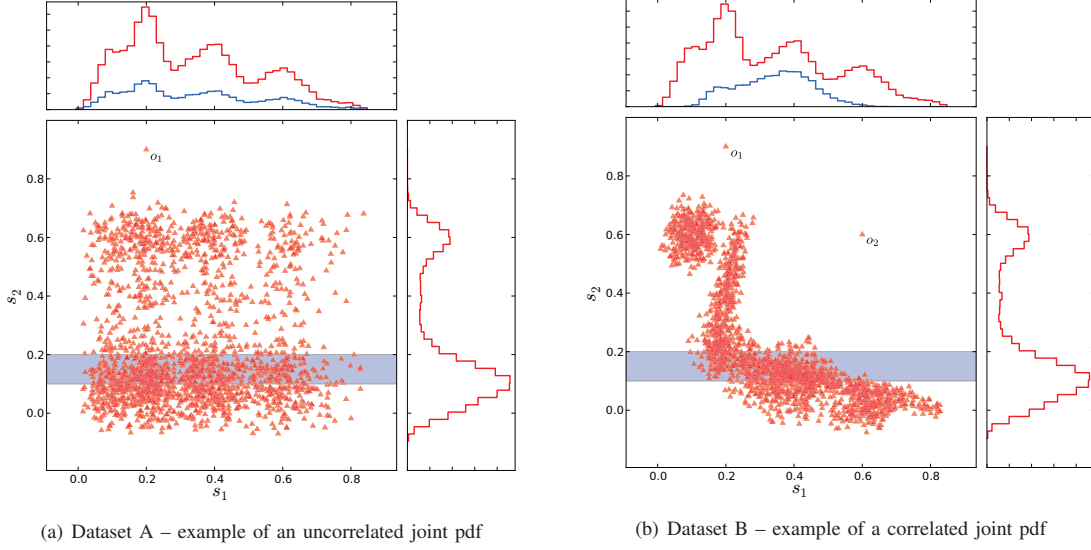 o1
0.8
0.6
0.4
0.2
0.0
s2
0.0 0.2 0.4 0.6 0.8
s1
(a) Dataset A – example of an uncorrelated joint pdf
o1
o2
0.8
0.6
0.4
0.2
0.0
s2
0.0 0.2 0.4 0.6 0.8
s1
(b) Dataset B – example of a correlated joint pdf